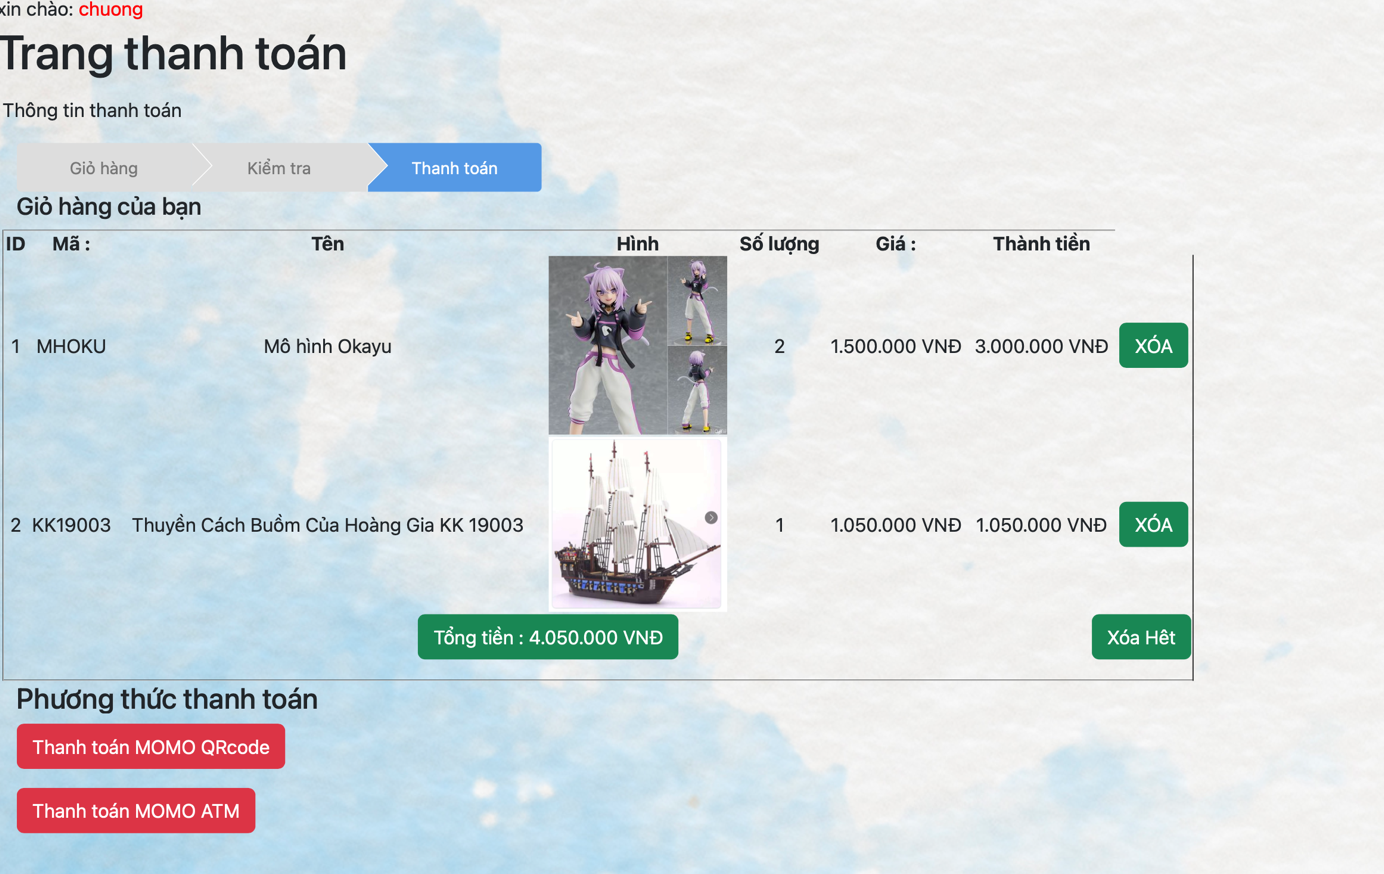 xin chào: chuong
Trang thanh toán
Thông tin thanh toán
Giỏ hàng Kiểm tra Thanh toán
Giỏ hàng của bạn
ID Mã : Tên Hình Số lượng Giá : Thành tiền
1 MHOKU Mô hình Okayu 2 1.500.000 VNĐ 3.000.000 VNĐ XÓA
2 KK19003 Thuyền Cách Buồm Của Hoàng Gia KK 19003 1 1.050.000 VNĐ 1.050.000 VNĐ XÓA
Tổng tiền : 4.050.000 VNĐ Xóa Hêt
Phương thức thanh toán
Thanh toán MOMO QRcode
Thanh toán MOMO ATM